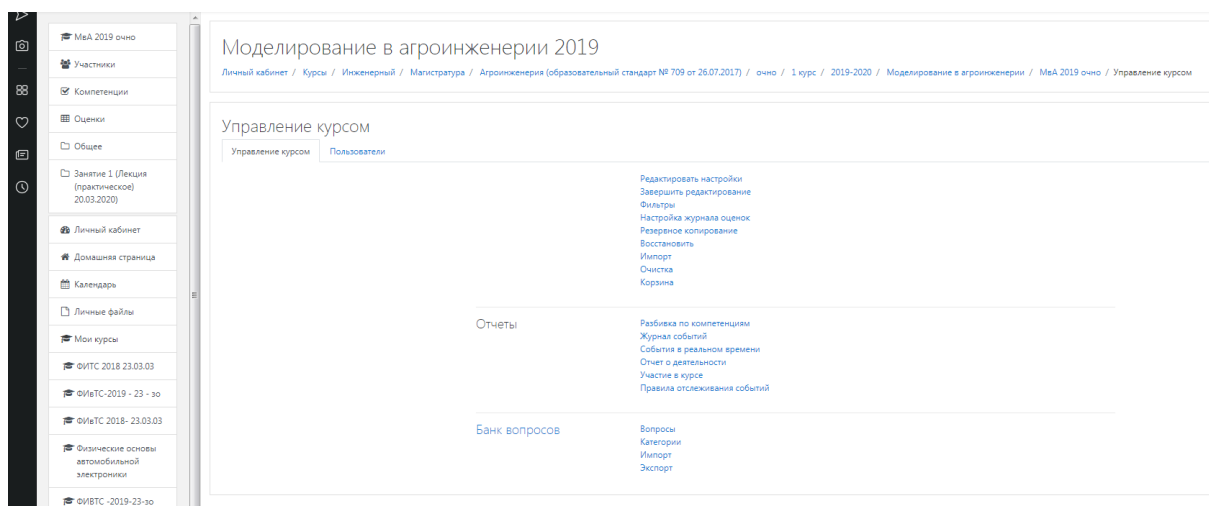 МвА 2019 очно
Участники
Компетенции
Оценки
Общее
Занятие 1 (Лекция
(практическое)
20.03.2020)
Личный кабинет
Домашняя страница
Календарь
Личные файлы
Мои курсы
ФИТС 2018 23.03.03
ФИвТС-2019 - 23 - зо
ФИвТС 2018- 23.03.03
Физические основы
автомобильной
электроники
ФИВТС -2019-23-зо
Моделирование в агроинженерии 2019
Личный кабинет / Курсы / Инженерный / Магистратура / Агроинженерия (образовательный стандарт № 709 от 26.07.2017) / очно / 1 курс / 2019-2020 / Моделирование в агроинженерии / МвА 2019 очно / Управление курсом
Управление курсом
Управление курсом Пользователи
Редактировать настройки
Завершить редактирование
Фильтры
Настройка журнала оценок
Резервное копирование
Восстановить
Импорт
Очистка
Корзина
Отчеты
Разбивка по компетенциям
Журнал событий
События в реальном времени
Отчет о деятельности
Участие в курсе
Правила отслеживания событий
Банк вопросов
Вопросы
Категории
Импорт
Экспорт